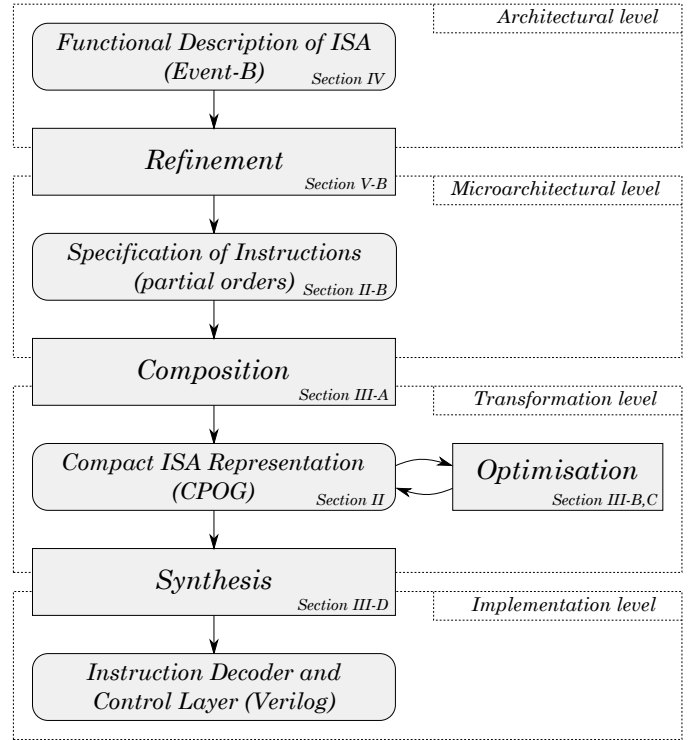 Architectural level
Functional Description of ISA
(Event-B)
Section IV
Refinement
Section V-B
Microarchitectural level
Specification of Instructions
(partial orders)
Section II-B
Composition
Section III-A
Transformation level
Compact ISA Representation
(CPOG)
Section II
Optimisation
Section III-B,C
Synthesis
Section III-D
Implementation level
Instruction Decoder and
Control Layer (Verilog)